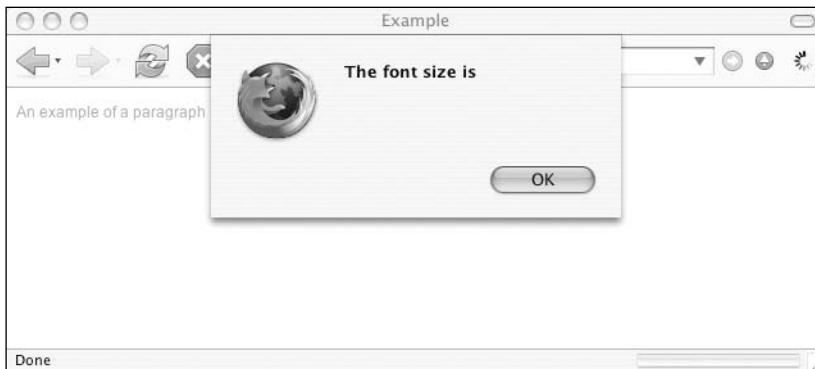 Example
The font size is
An example of a paragraph
OK
Done